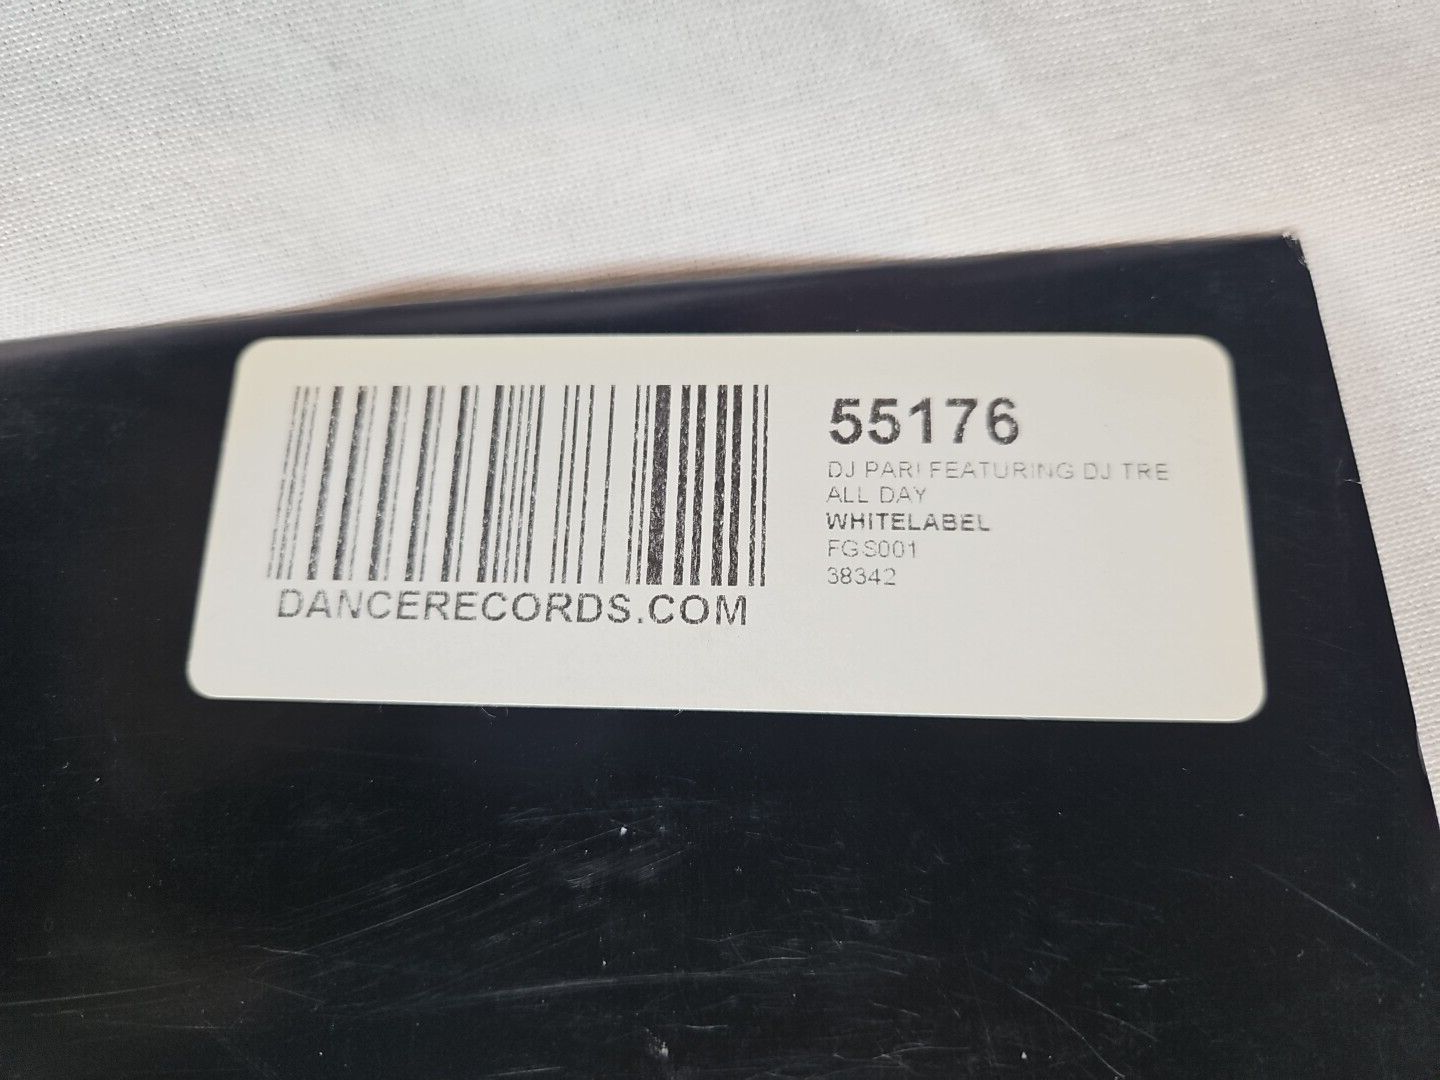 DANCERECORDS.COM
55176
DJ PARI FEATURING DJ TRE
ALL DAY
WHITELABEL
FGS001
38342